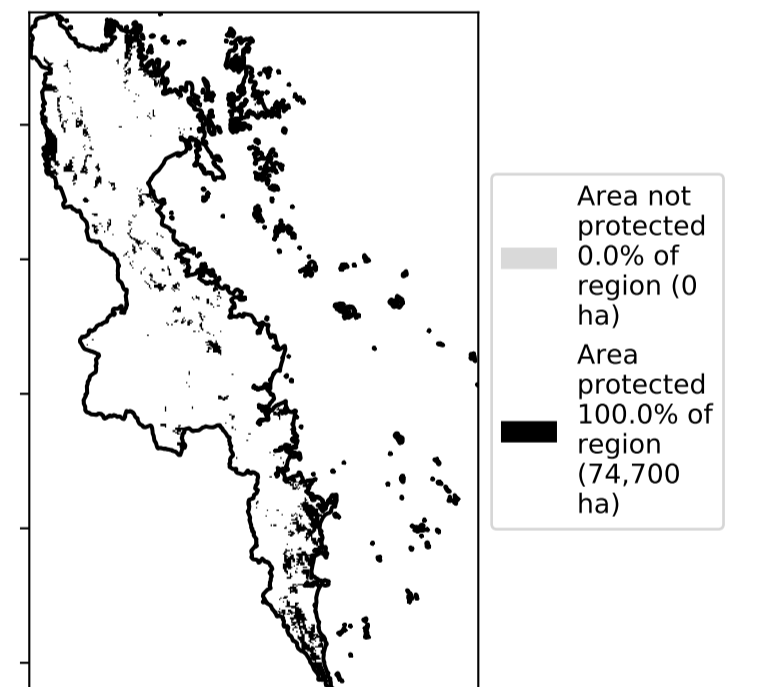 Area not
protected
0.0% of
region (0
ha)
Area
protected
100.0% of
region
(74,700
ha)